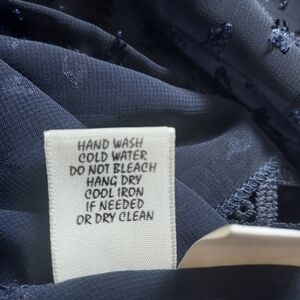 HAND WASH
COLD WATER
DO NOT BLEACH
HANG DRY
COOL IRON
IF NEEDED
OR DRY CLEAN